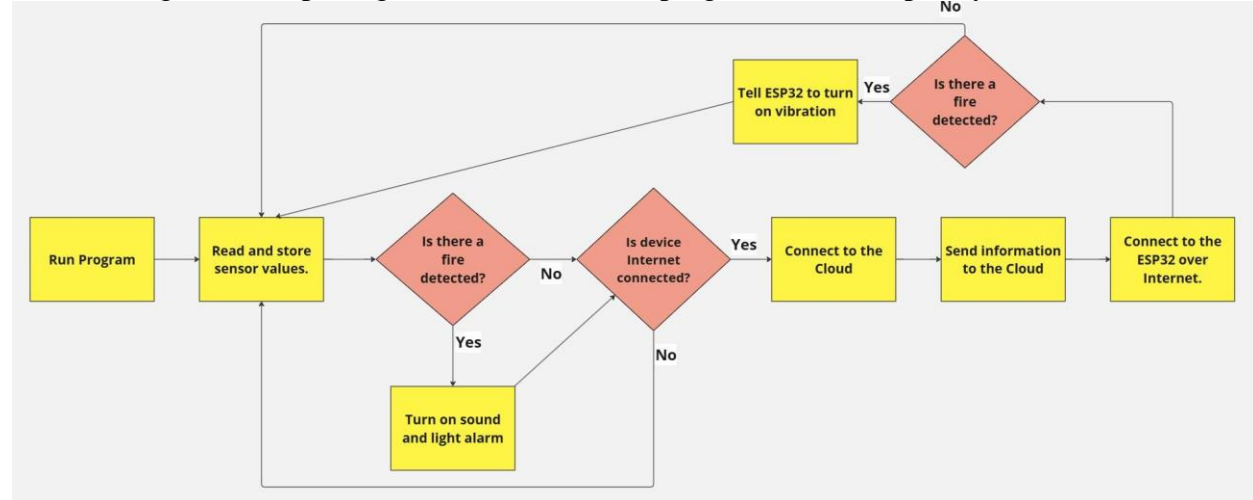 No
Tell ESP32 to turn
on vibration
Yes
Is there a
fire
detected?
Run Program
Read and store
sensor values.
Is there a
fire
detected?
No
Is device
Internet
connected?
Yes
Connect to the
Cloud
Send information
to the Cloud
Connect to the
ESP32 over
Internet.
Yes
No
Turn on sound
and light alarm